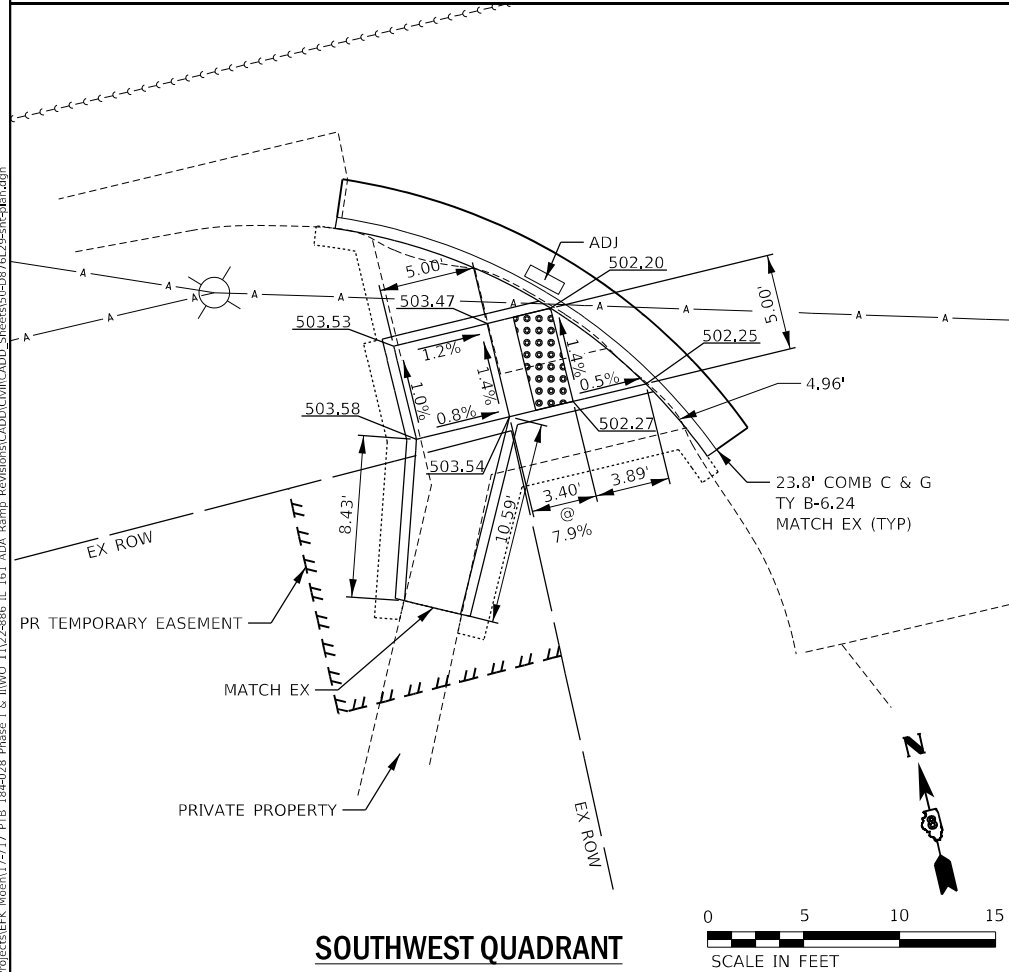 ADJ
502.20
5.00'
503.47
5.00'
503.53
502.25
1.2%
1.4%
1.4%
1.0%
0.5%
0.8%
4.96'
503.58
502.27
503.54
23.8' COMB C & G
TY B-6.24
MATCH EX (TYP)
8.43'
10.59'
3.40'
@
7.9%
3.89'
EX ROW
PR TEMPORARY EASEMENT
MATCH EX
PRIVATE PROPERTY
EX ROW
N
8
A A A A A A A A
SOUTHWEST QUADRANT
0 5 10 15
SCALE IN FEET